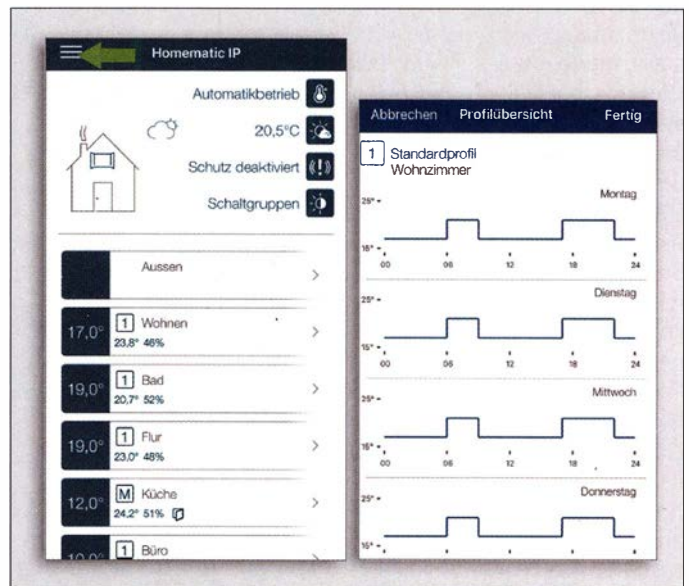 Homematic IP
Automatikbetrieb
20,5°C
Schutz deaktiviert
Schaltgruppen
Aussen
17,0° 1 Wohnen
23,8° 46%
19,0° 1 Bad
20,7° 52%
19,0° 1 Flur
23,0° 48%
12,0° M Küche
24,2° 51%
1 Büro
Abbrechen Profilübersicht Fertig
1 Standardprofil
Wohnzimmer
Montag
25°
15°
00 06 12 18 24
Dienstag
25°
15°
00 06 12 18 24
Mittwoch
25°
15°
00 06 12 18 24
Donnerstag
25°
15°